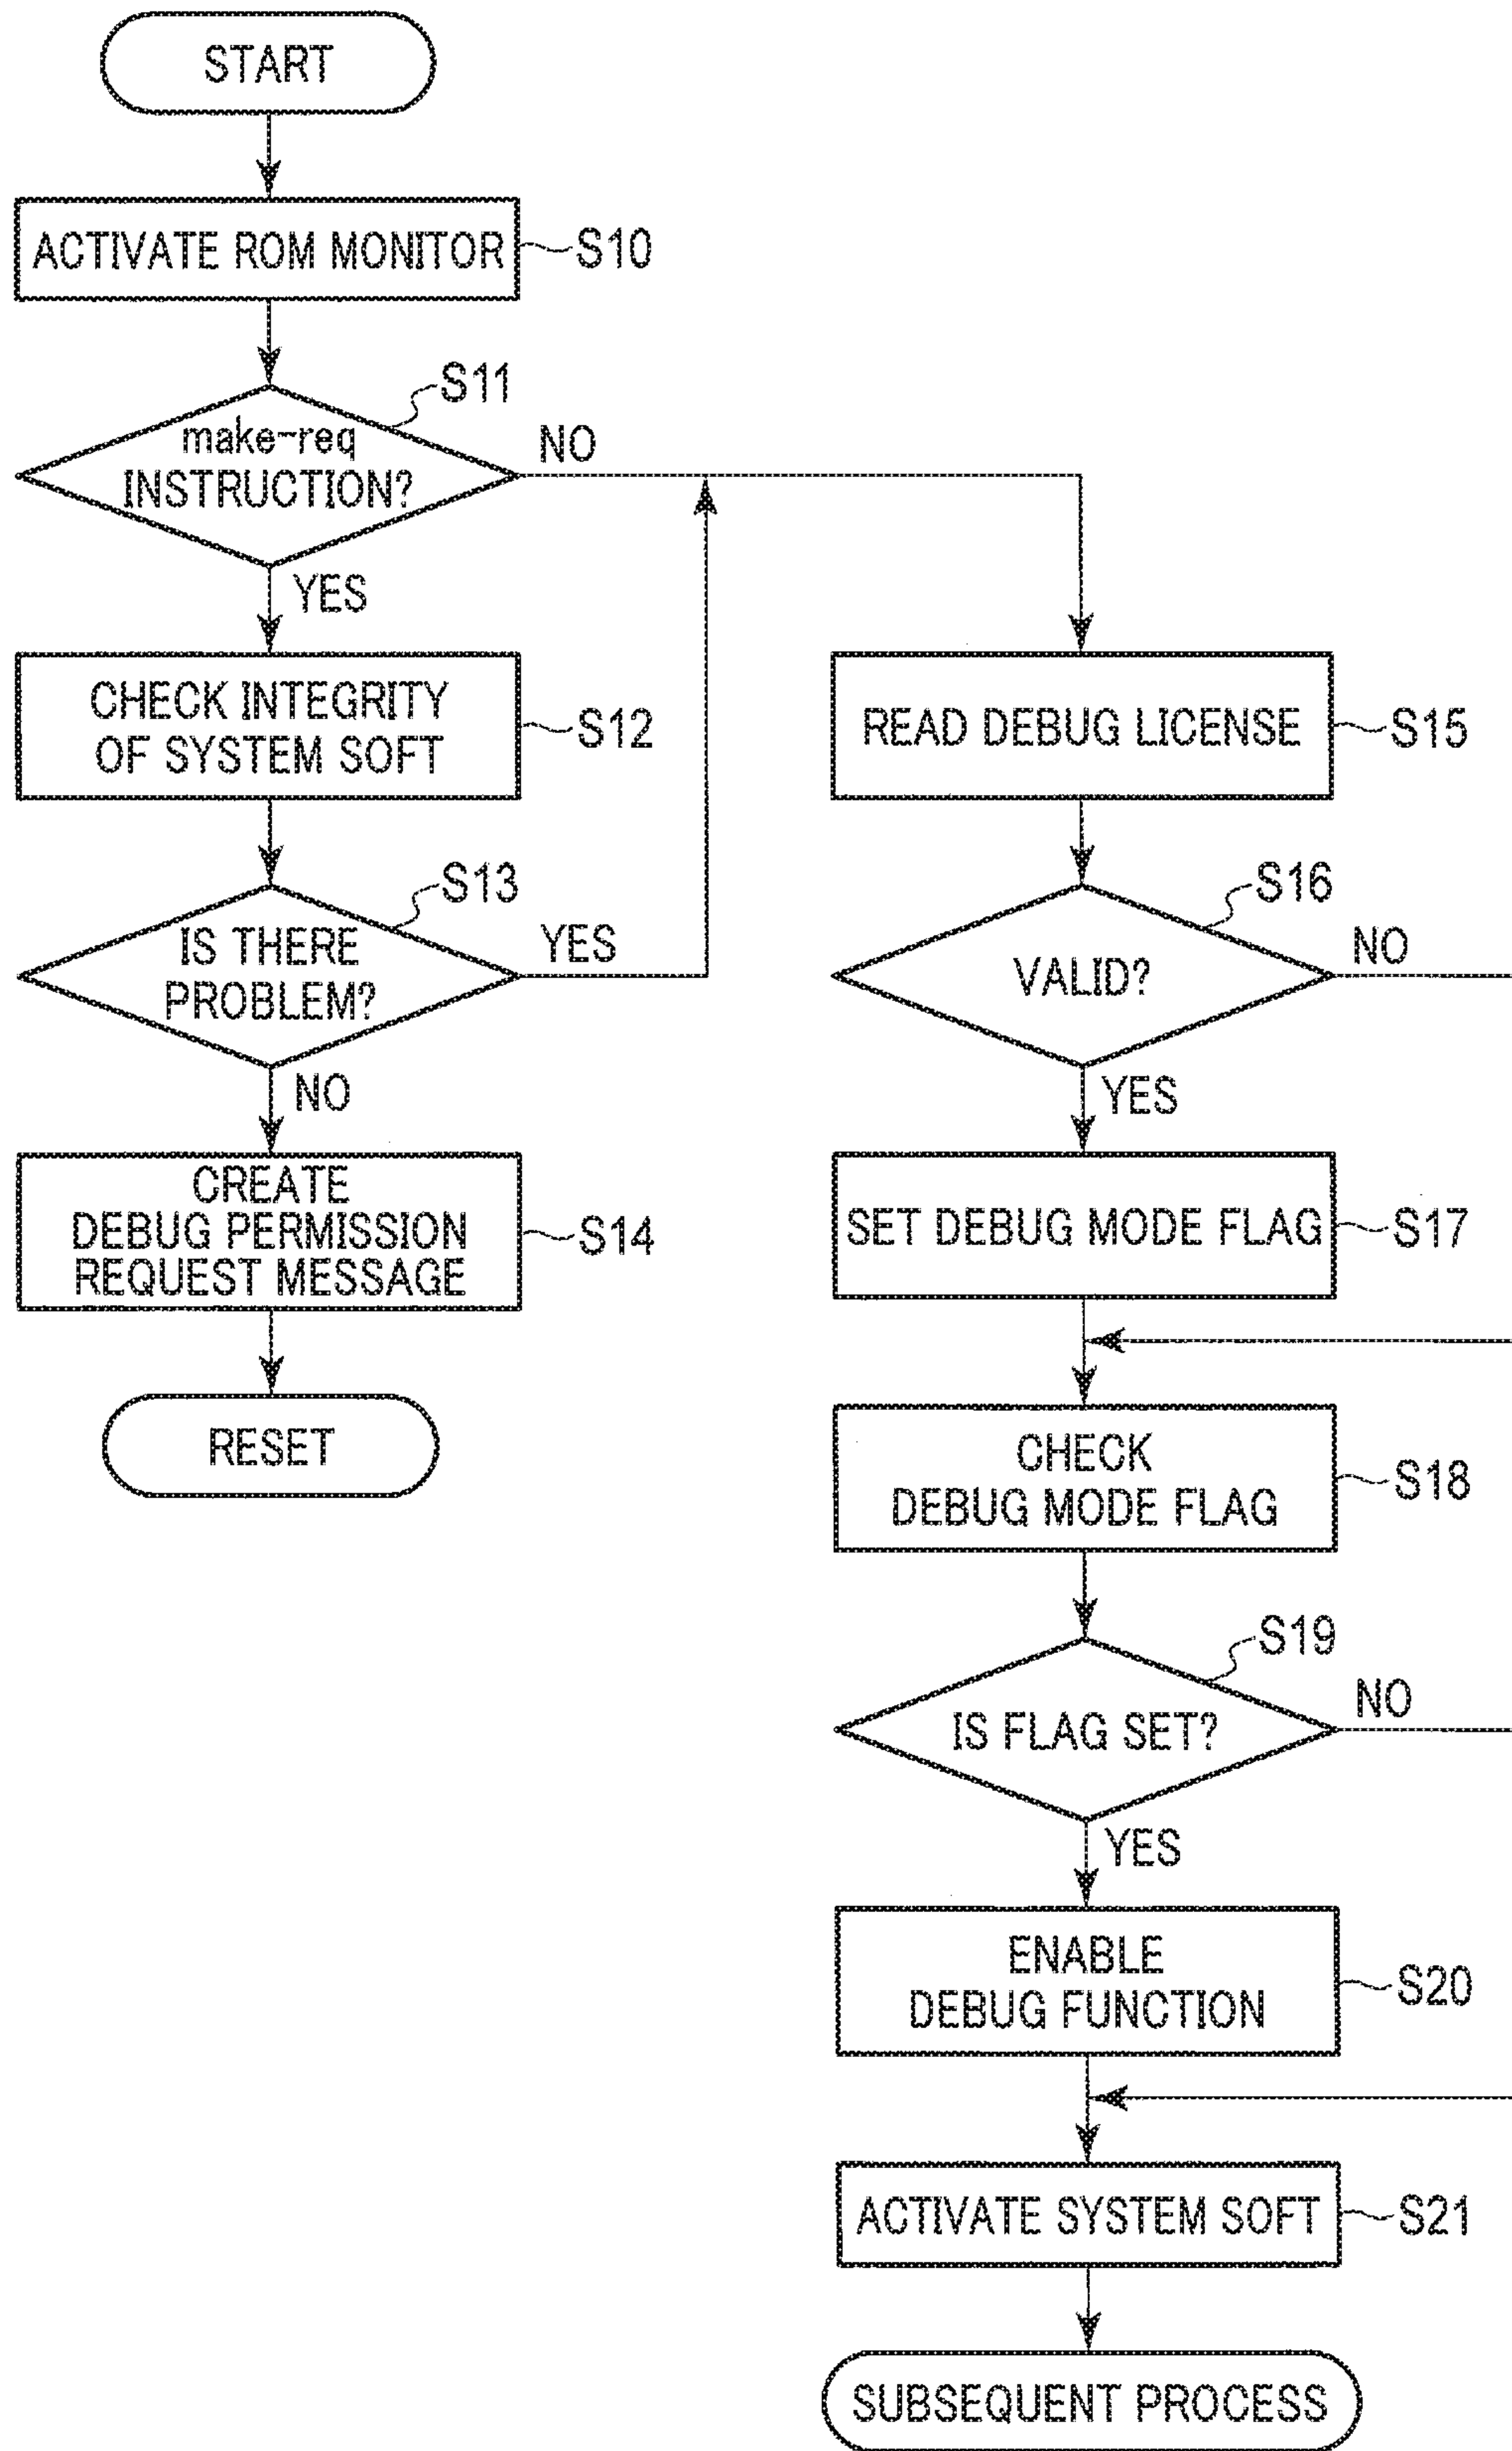 START
ACTIVATE ROM MONITOR
S10
S11
make-req
INSTRUCTION?
NO
YES
CHECK INTEGRITY
OF SYSTEM SOFT
S12
S13
IS THERE
PROBLEM?
YES
NO
CREATE
DEBUG PERMISSION
REQUEST MESSAGE
S14
RESET
READ DEBUG LICENSE
S15
S16
VALID?
NO
YES
SET DEBUG MODE FLAG
S17
CHECK
DEBUG MODE FLAG
S18
S19
IS FLAG SET?
NO
YES
ENABLE
DEBUG FUNCTION
S20
ACTIVATE SYSTEM SOFT
S21
SUBSEQUENT PROCESS